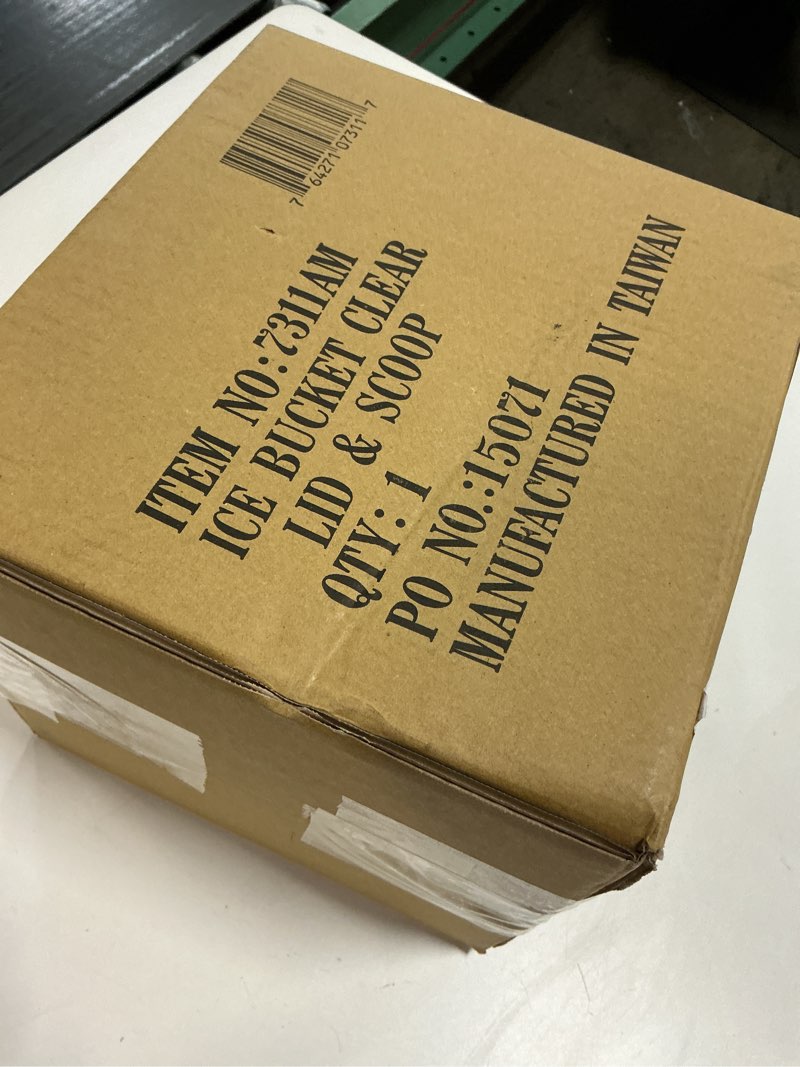 7 64271 07311 7
ITEM NO.:7311AM
ICE BUCKET CLEAR
LID & SCOOP
QTY: 1
PO NO.:15071
MANUFACTURED IN TAIWAN